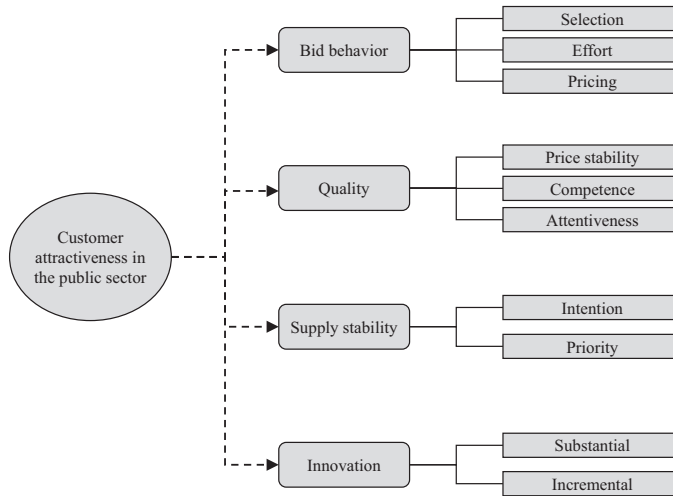 Customer
attractiveness in
the public sector
Bid behavior
Selection
Effort
Pricing
Quality
Price stability
Competence
Attentiveness
Supply stability
Intention
Priority
Innovation
Substantial
Incremental